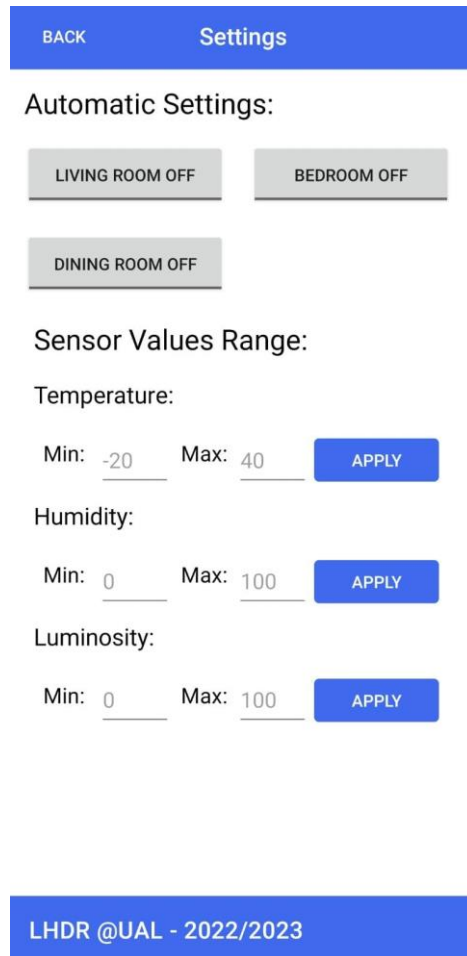 BACK Settings
Automatic Settings:
LIVING ROOM OFF BEDROOM OFF
DINING ROOM OFF
Sensor Values Range:
Temperature:
Min: -20 Max: 40 APPLY
Humidity:
Min: 0 Max: 100 APPLY
Luminosity:
Min: 0 Max: 100 APPLY
LHDR @UAL - 2022/2023